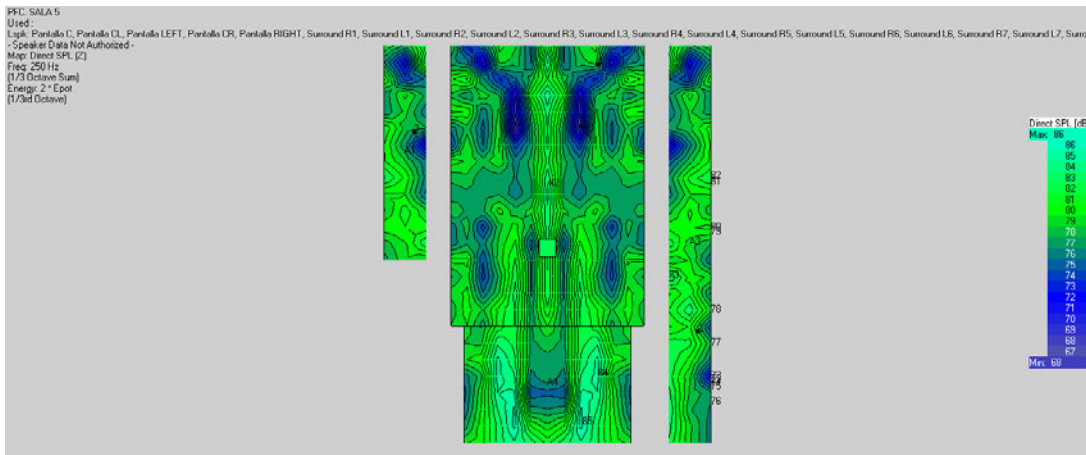 PFC. SALA 5
Used :
Lspk: Pantalla C, Pantalla CL, Pantalla LEFT, Pantalla CR, Pantalla RIGHT, Surround R1, Surround L1, Surround R2, Surround L2, Surround R3, Surround L3, Surround R4, Surround L4, Surround R5, Surround L5, Surround R6, Surround L6, Surround R7, Surround L7, Surro
- Speaker Data Not Authorized -
Map: Direct SPL (Z)
Freq: 250 Hz
(1/3 Octave Sum)
Energy: 2 * Epot
(1/3rd Octave)
Direct SPL [dB
Max: 86
86
85
84
83
82
81
80
79
78
77
76
75
74
73
72
71
70
69
68
67
Min: 68
82
81
A3
78
77
76
A4